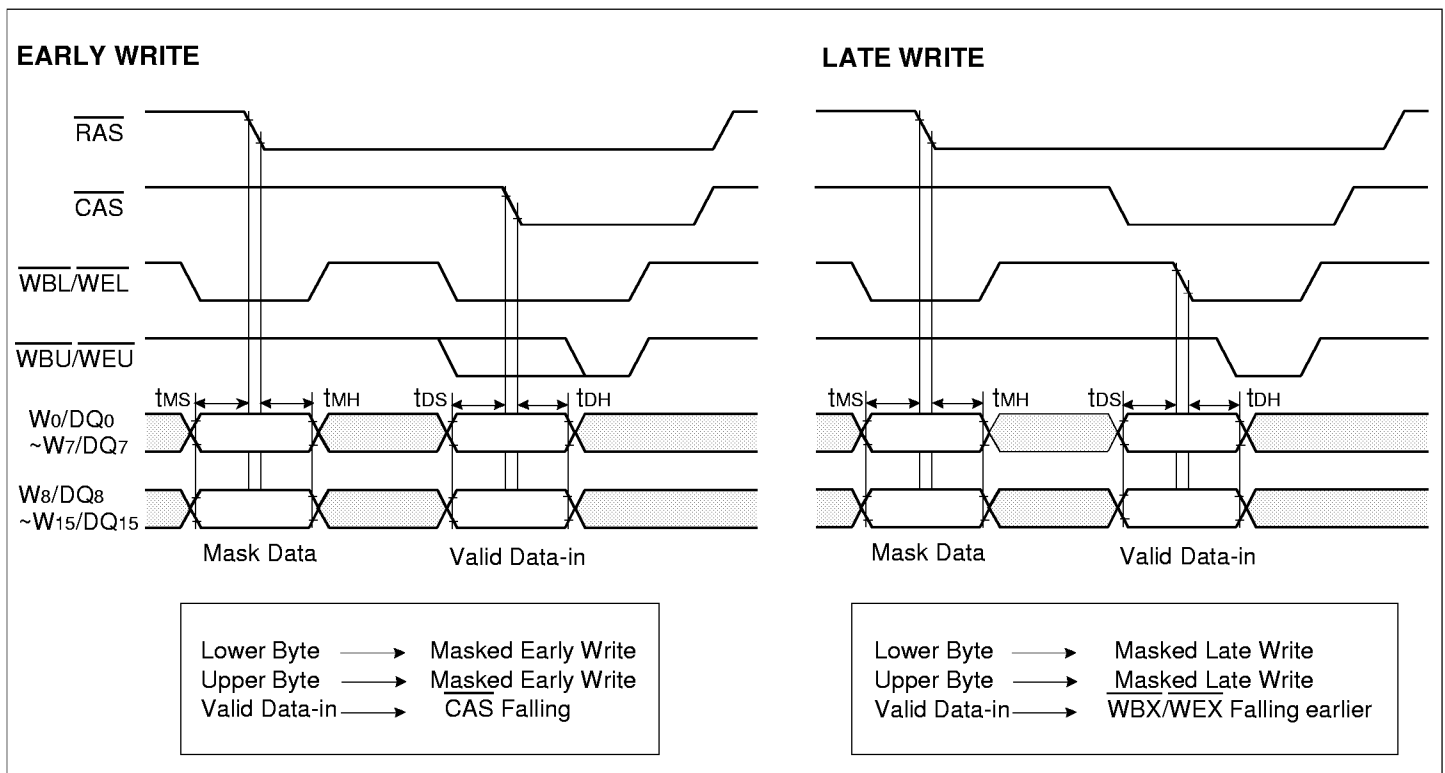 EARLY WRITE
RAS
CAS
WBL/WEL
WBU/WEU
tMS
tMH
tDS
tDH
W0/DQ0
~W7/DQ7
W8/DQ8
~W15/DQ15
Mask Data
Valid Data-in
Lower Byte Masked Early Write
Upper Byte Masked Early Write
Valid Data-in CAS Falling
LATE WRITE
tMS
tMH
tDS
tDH
Mask Data
Valid Data-in
Lower Byte Masked Late Write
Upper Byte Masked Late Write
Valid Data-in WBX/WEX Falling earlier